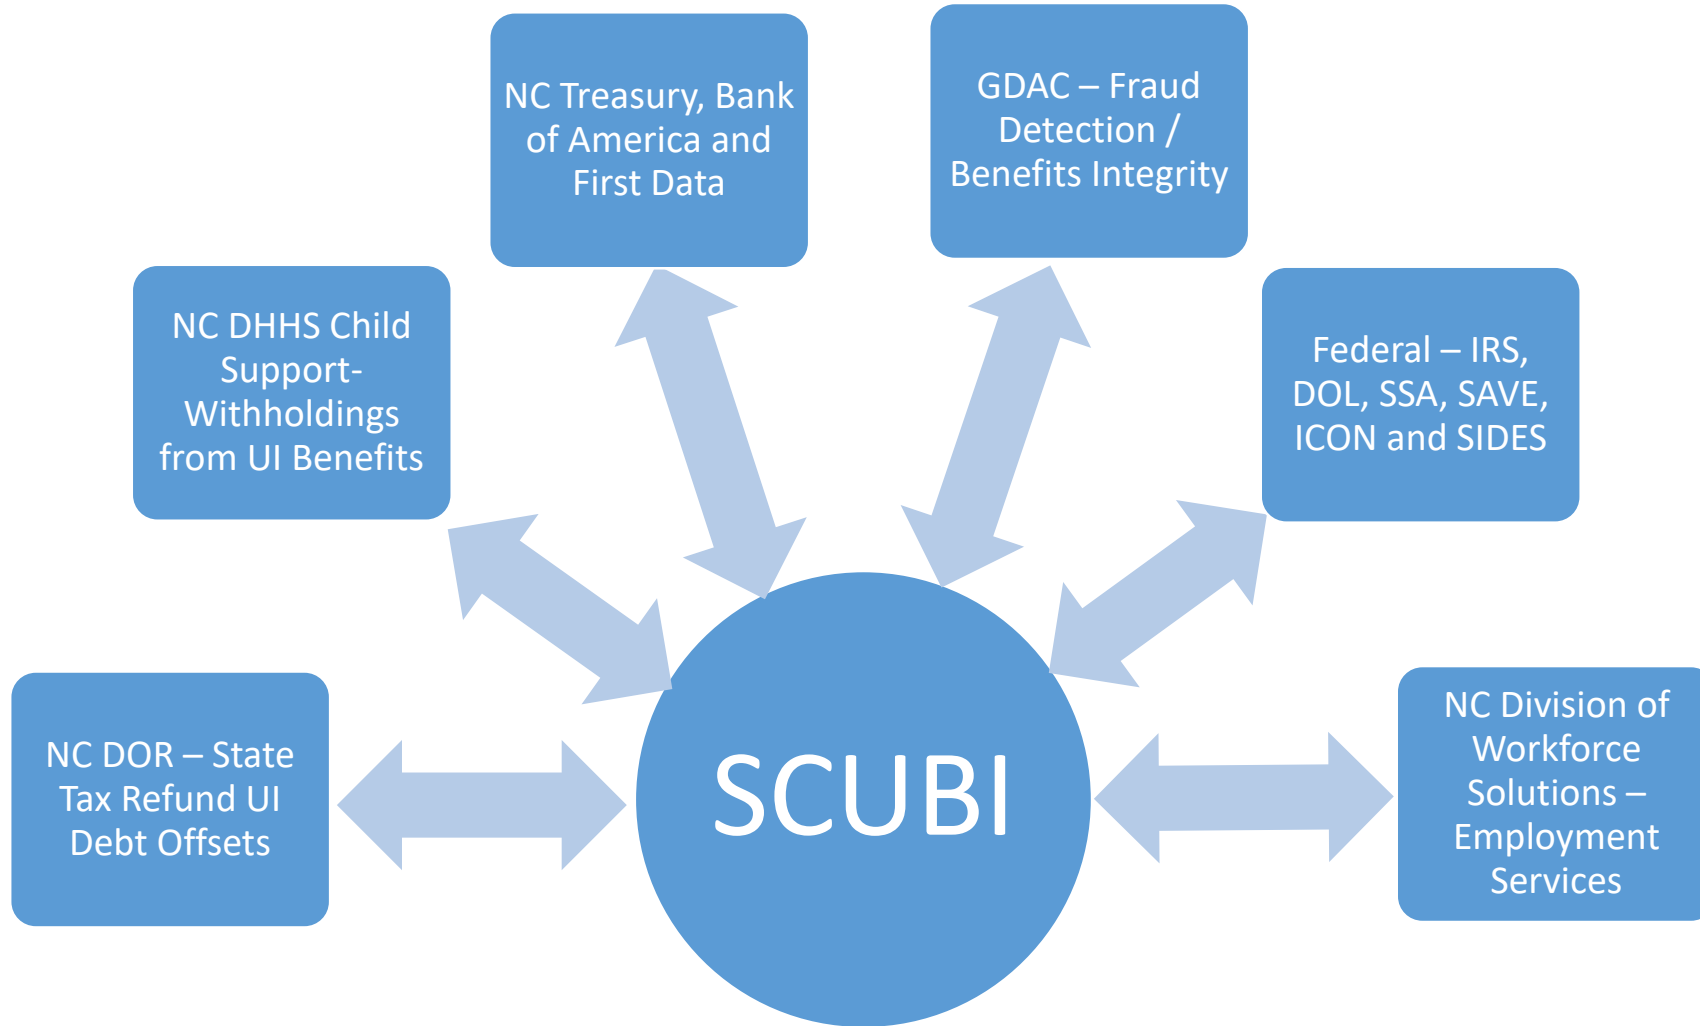 NC Treasury, Bank
of America and
First Data
GDAC – Fraud
Detection /
Benefits Integrity
NC DHHS Child
Support-
Withholdings
from UI Benefits
Federal – IRS,
DOL, SSA, SAVE,
ICON and SIDES
NC DOR – State
Tax Refund UI
Debt Offsets
SCUBI
NC Division of
Workforce
Solutions –
Employment
Services